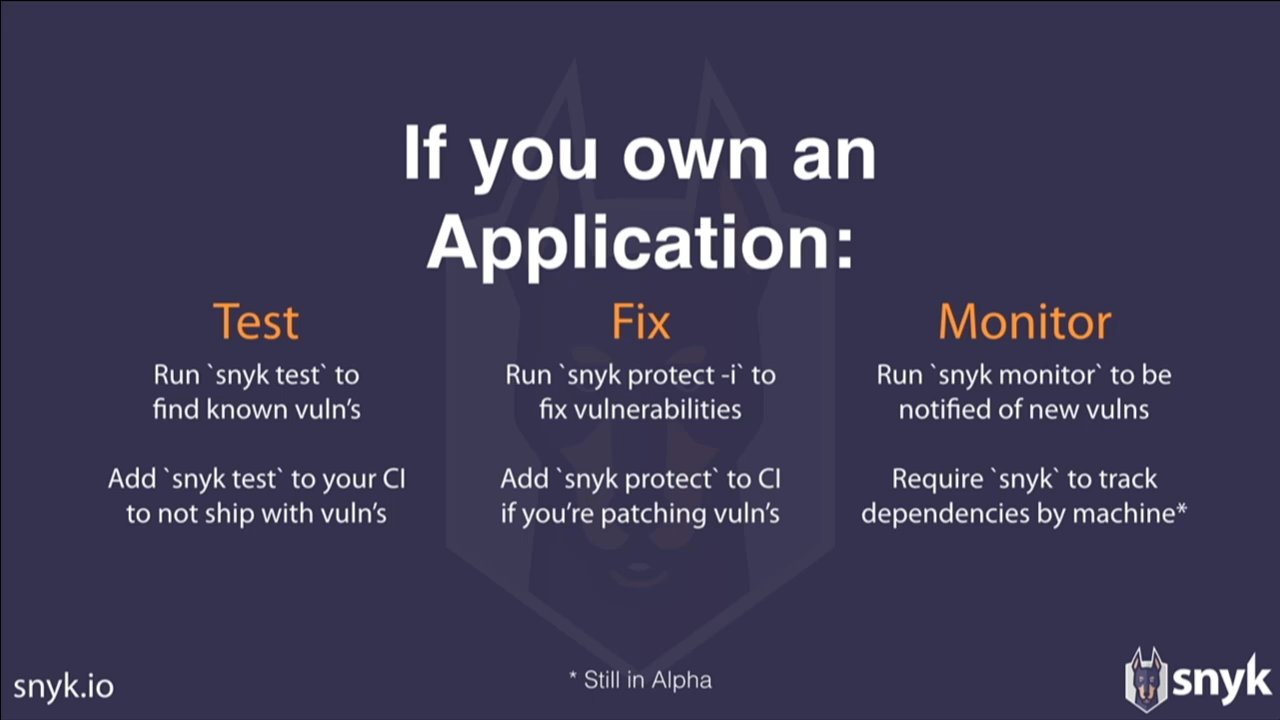 If you own an
Application:
Test
Run `snyk test` to
find known vuln’s
Add `snyk test` to your CI
to not ship with vuln’s
Fix
Run `snyk protect -i` to
fix vulnerabilities
Add `snyk protect` to CI
if you’re patching vuln’s
Monitor
Run `snyk monitor` to be
notified of new vulns
Require `snyk` to track
dependencies by machine*
snyk.io
* Still in Alpha
snyk